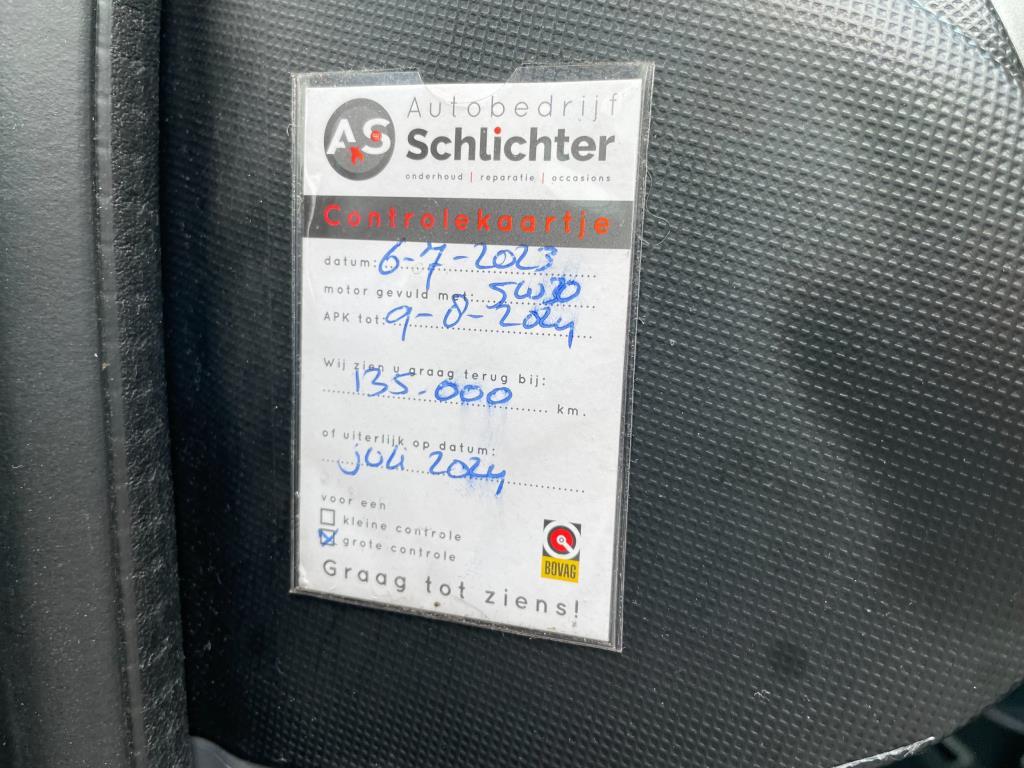 AS
Autobedrijf
Schlichter
onderhoud | reparatie | occasions
Controlekaartje
datum: 6-7-2023
motor gevuld met: 5W30
APK tot: 9-8-2024
Wij zien u graag terug bij:
135.000 km.
of uiterlijk op datum:
juli 2024
voor een
kleine controle
grote controle
BOVAG
Graag tot ziens!